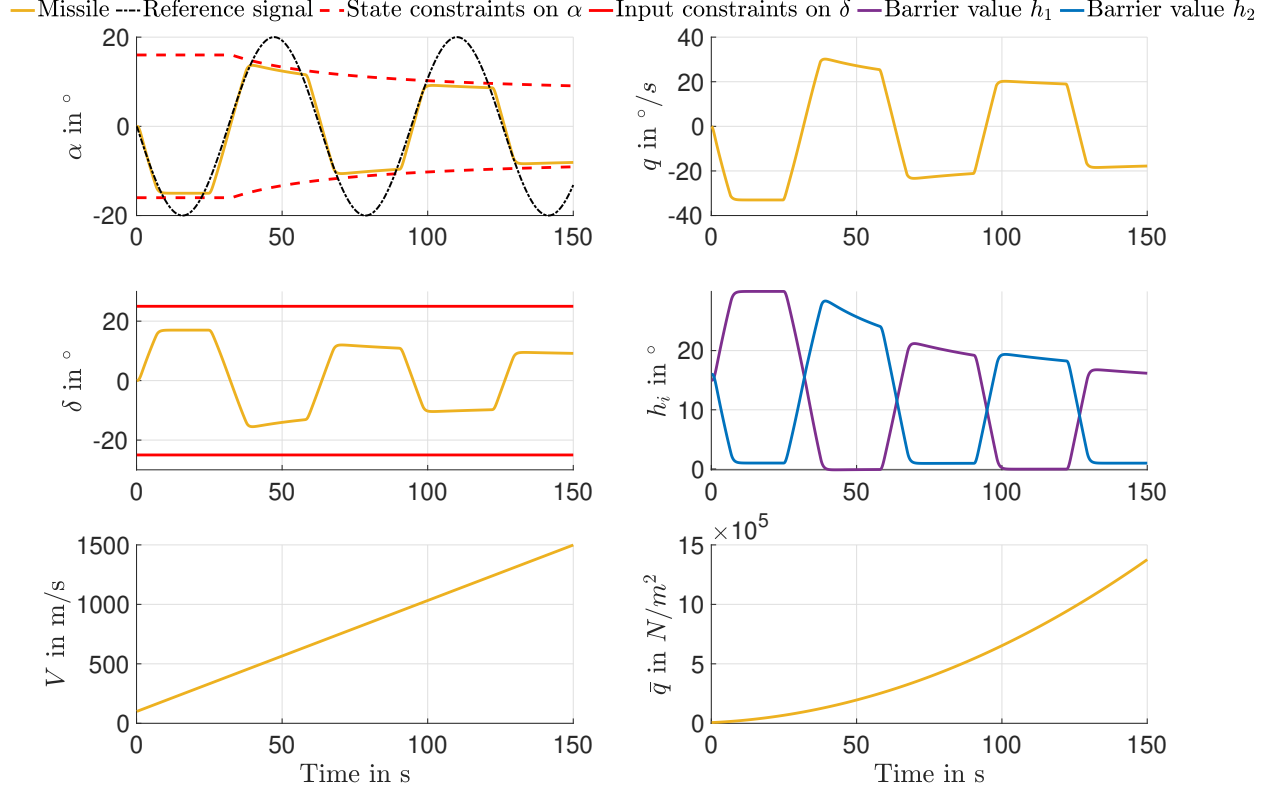 Missile Reference signal State constraints on α Input constraints on δ Barrier value h₁ Barrier value h₂
20
0
-20
α in °
0 50 100 150
40
20
0
-20
-40
q in °/s
0 50 100 150
20
0
-20
δ in °
0 50 100 150
20
10
0
hᵢ in °
0 50 100 150
1500
1000
500
0
V in m/s
0 50 100 150
Time in s
×10⁵
15
10
5
0
q̄ in N/m²
0 50 100 150
Time in s